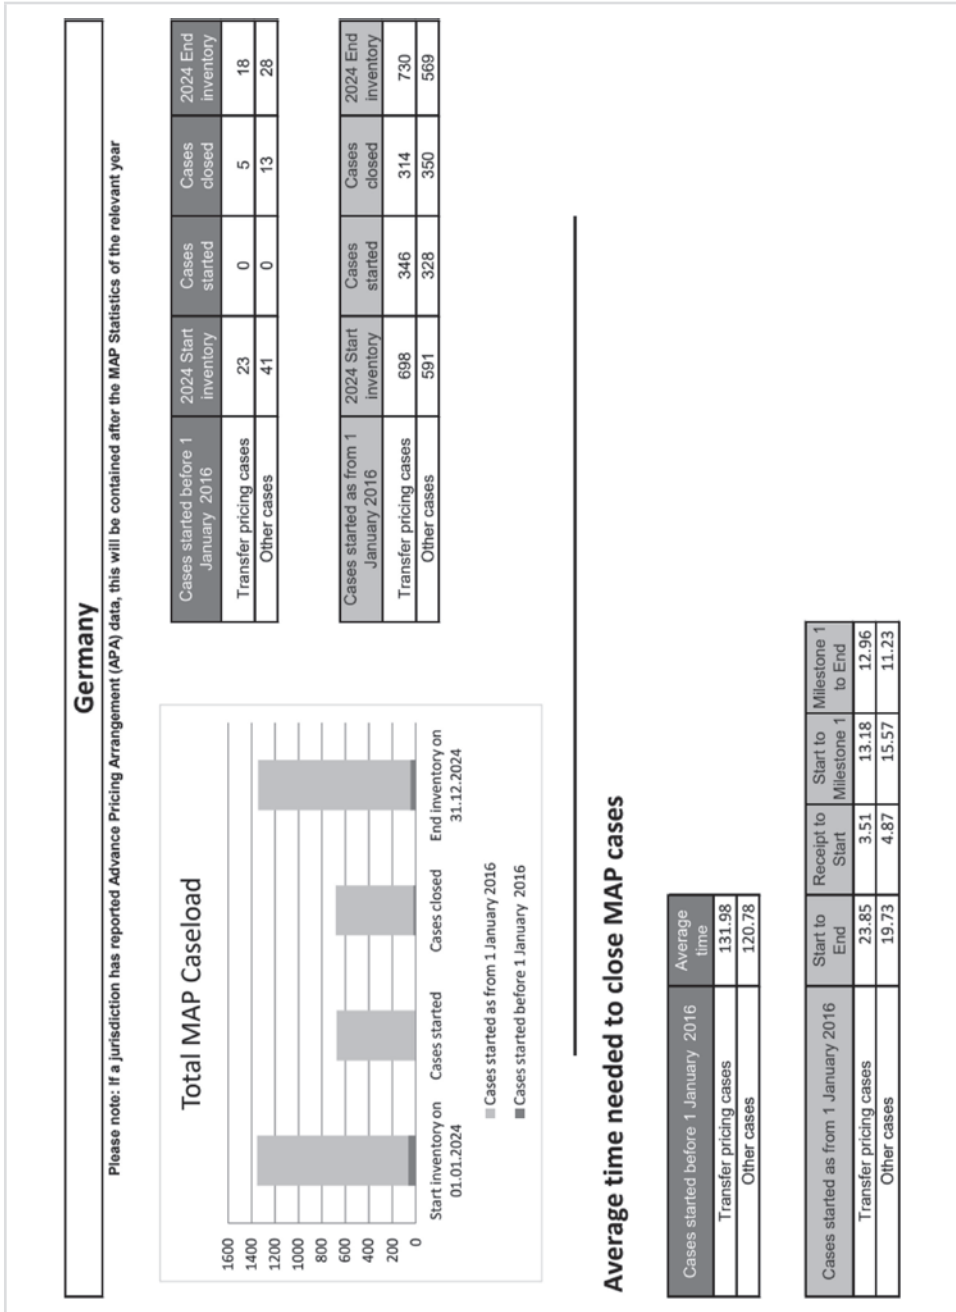 Germany
Please note: If a jurisdiction has reported Advance Pricing Arrangement (APA) data, this will be contained after the MAP Statistics of the relevant year
Total MAP Caseload
1600
1400
1200
1000
800
600
400
200
0
Start inventory on 01.01.2024
Cases started
Cases closed
End inventory on 31.12.2024
Cases started as from 1 January 2016
Cases started before 1 January 2016
Cases started before 1 January 2016 2024 Start inventory Cases started Cases closed 2024 End inventory
Transfer pricing cases 23 0 5 18
Other cases 41 0 13 28
Cases started as from 1 January 2016 2024 Start inventory Cases started Cases closed 2024 End inventory
Transfer pricing cases 698 346 314 730
Other cases 591 328 350 569
Average time needed to close MAP cases
Cases started before 1 January 2016 Average time
Transfer pricing cases 131.98
Other cases 120.78
Cases started as from 1 January 2016 Start to End Receipt to Start Start to Milestone 1 Milestone 1 to End
Transfer pricing cases 23.85 3.51 13.18 12.96
Other cases 19.73 4.87 15.57 11.23